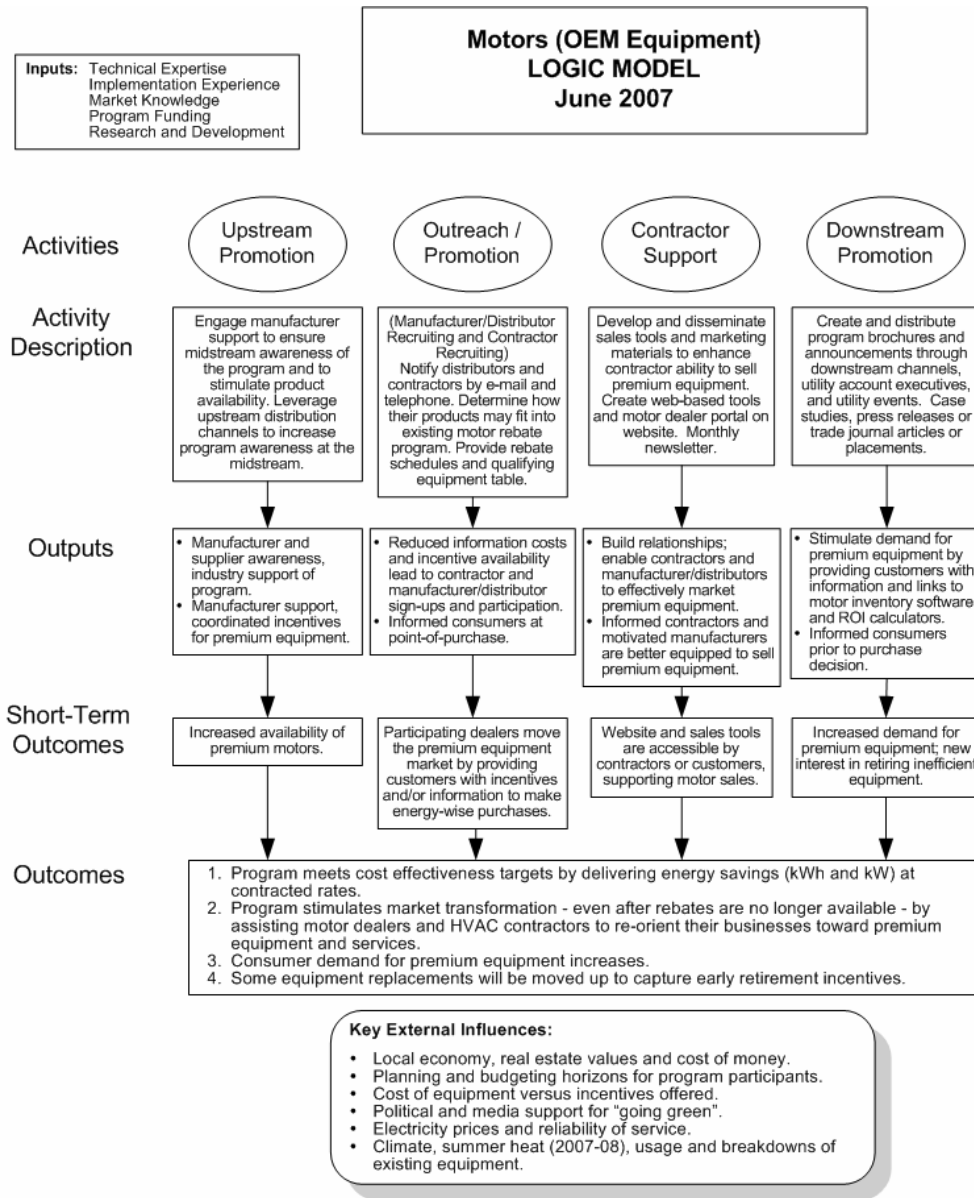 Motors (OEM Equipment)
LOGIC MODEL
June 2007
Inputs: Technical Expertise
Implementation Experience
Market Knowledge
Program Funding
Research and Development
Activities
Upstream
Promotion
Outreach /
Promotion
Contractor
Support
Downstream
Promotion
Activity
Description
Engage manufacturer
support to ensure
midstream awareness of
the program and to
stimulate product
availability. Leverage
upstream distribution
channels to increase
program awareness at the
midstream.
(Manufacturer/Distributor
Recruiting and Contractor
Recruiting)
Notify distributors and
contractors by e-mail and
telephone. Determine how
their products may fit into
existing motor rebate
program. Provide rebate
schedules and qualifying
equipment table.
Develop and disseminate
sales tools and marketing
materials to enhance
contractor ability to sell
premium equipment.
Create web-based tools
and motor dealer portal on
website. Monthly
newsletter.
Create and distribute
program brochures and
announcements through
downstream channels,
utility account executives,
and utility events. Case
studies, press releases or
trade journal articles or
placements.
Outputs
• Manufacturer and
supplier awareness,
industry support of
program.
• Manufacturer support,
coordinated incentives
for premium equipment.
• Reduced information costs
and incentive availability
lead to contractor and
manufacturer/distributor
sign-ups and participation.
• Informed consumers at
point-of-purchase.
• Build relationships;
enable contractors and
manufacturer/distributors
to effectively market
premium equipment.
• Informed contractors and
motivated manufacturers
are better equipped to sell
premium equipment.
• Stimulate demand for
premium equipment by
providing customers with
information and links to
motor inventory software
and ROI calculators.
• Informed consumers
prior to purchase
decision.
Short-Term
Outcomes
Increased availability of
premium motors.
Participating dealers move
the premium equipment
market by providing
customers with incentives
and/or information to make
energy-wise purchases.
Website and sales tools
are accessible by
contractors or customers,
supporting motor sales.
Increased demand for
premium equipment; new
interest in retiring inefficient
equipment.
Outcomes
1. Program meets cost effectiveness targets by delivering energy savings (kWh and kW) at
contracted rates.
2. Program stimulates market transformation - even after rebates are no longer available - by
assisting motor dealers and HVAC contractors to re-orient their businesses toward premium
equipment and services.
3. Consumer demand for premium equipment increases.
4. Some equipment replacements will be moved up to capture early retirement incentives.
Key External Influences:
• Local economy, real estate values and cost of money.
• Planning and budgeting horizons for program participants.
• Cost of equipment versus incentives offered.
• Political and media support for “going green”.
• Electricity prices and reliability of service.
• Climate, summer heat (2007-08), usage and breakdowns of
existing equipment.